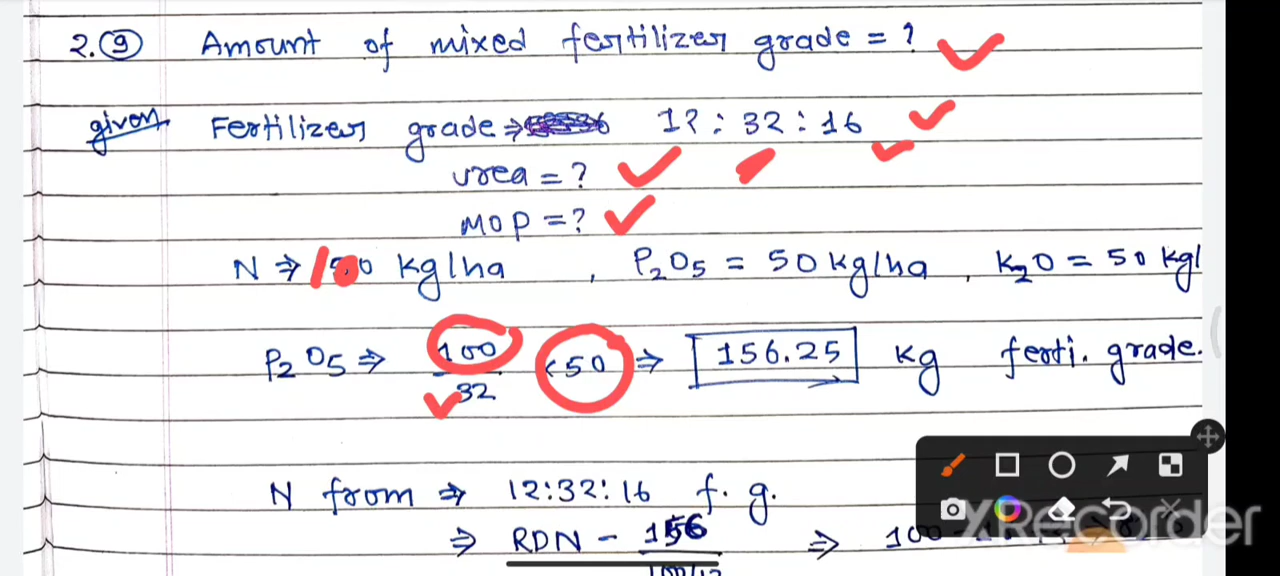 2. 9 Amount of mixed fertilizer grade = ?
given Fertilizer grade ⇒ 12 : 32 : 16
urea = ?
MOP = ?
N ⇒ kg/ha , P₂O₅ = 50 kg/ha , K₂O = 50 kg/
P₂O₅ ⇒ 100/32 × 50 ⇒ 156.25 kg ferti. grade.
N from ⇒ 12:32:16 f. g.
⇒ RDN - 156 ⇒ 100
XRecorder